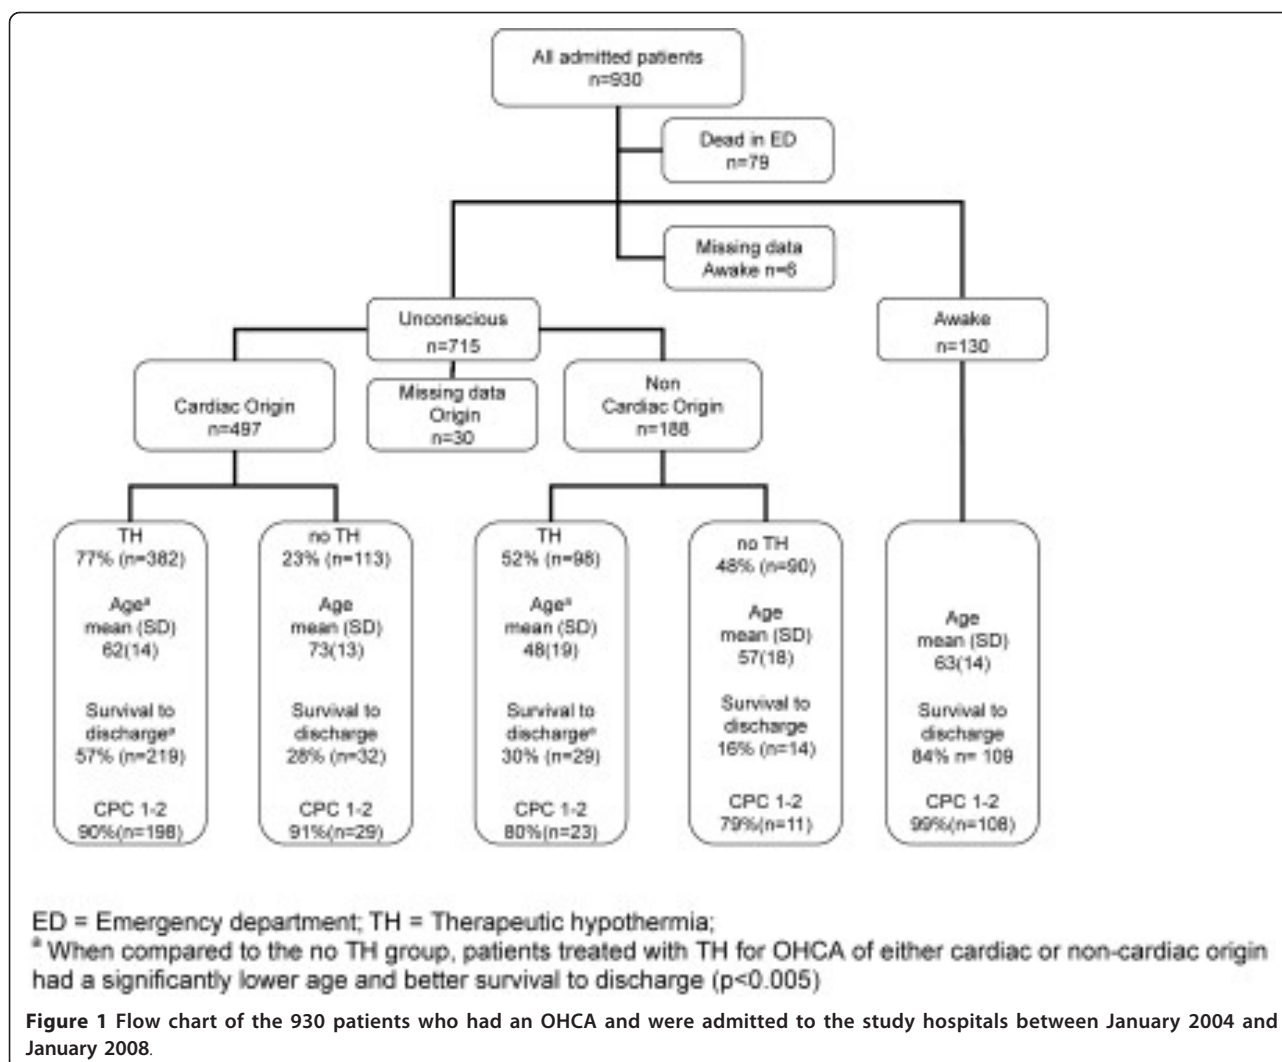 All admitted patients
n=930
Dead in ED
n=79
Missing data
Awake n=6
Unconscious
n=715
Awake
n=130
Cardiac Origin
n=497
Missing data
Origin
n=30
Non
Cardiac Origin
n=188
TH
77% (n=382)
Ageª
mean (SD)
62(14)
Survival to
dischargeª
57% (n=219)
CPC 1-2
90%(n=198)
no TH
23% (n=113)
Age
mean (SD)
73(13)
Survival to
discharge
28% (n=32)
CPC 1-2
91%(n=29)
TH
52% (n=98)
Ageª
mean (SD)
48(19)
Survival to
dischargeª
30% (n=29)
CPC 1-2
80%(n=23)
no TH
48% (n=90)
Age
mean (SD)
57(18)
Survival to
discharge
16% (n=14)
CPC 1-2
79%(n=11)
Age
mean (SD)
63(14)
Survival to
discharge
84% n= 109
CPC 1-2
99%(n=108)
ED = Emergency department; TH = Therapeutic hypothermia;
ª When compared to the no TH group, patients treated with TH for OHCA of either cardiac or non-cardiac origin
had a significantly lower age and better survival to discharge (p<0.005)
Figure 1 Flow chart of the 930 patients who had an OHCA and were admitted to the study hospitals between January 2004 and
January 2008.